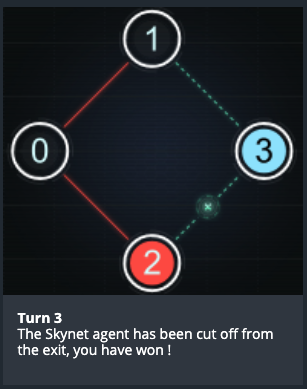 1
0
3
2
Turn 3
The Skynet agent has been cut off from
the exit, you have won !